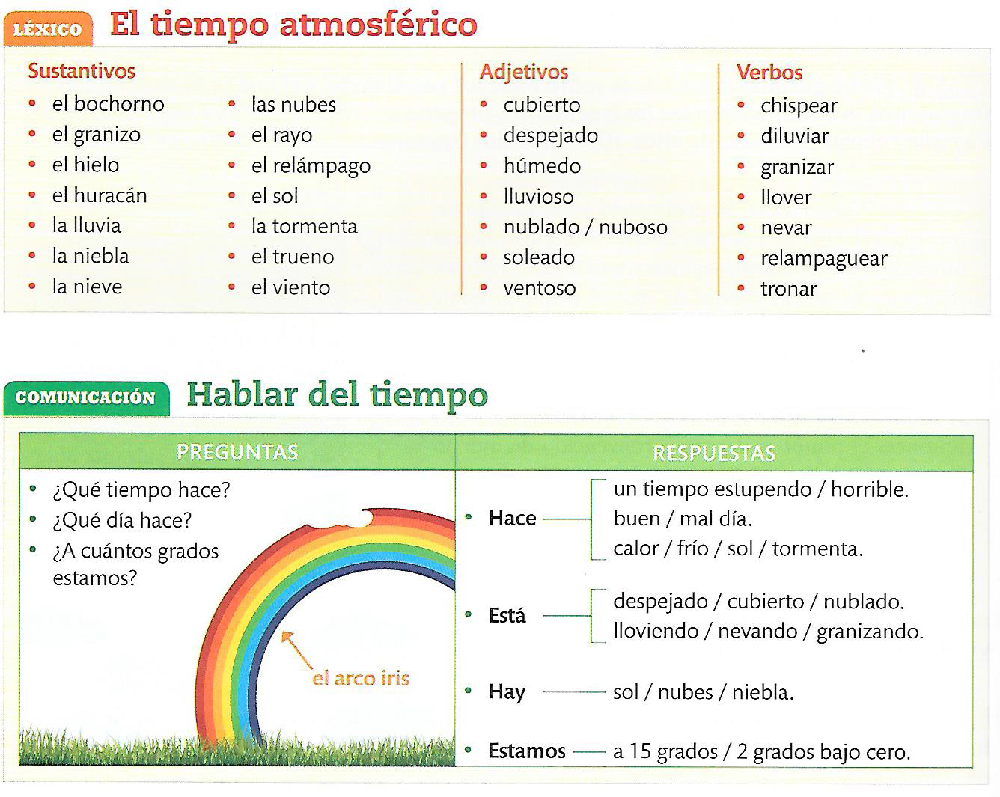 LÉXICO El tiempo atmosférico
Sustantivos
• el bochorno
• el granizo
• el hielo
• el huracán
• la lluvia
• la niebla
• la nieve
• las nubes
• el rayo
• el relámpago
• el sol
• la tormenta
• el trueno
• el viento
Adjetivos
• cubierto
• despejado
• húmedo
• lluvioso
• nublado / nuboso
• soleado
• ventoso
Verbos
• chispear
• diluviar
• granizar
• llover
• nevar
• relampaguear
• tronar
COMUNICACIÓN Hablar del tiempo
PREGUNTAS
• ¿Qué tiempo hace?
• ¿Qué día hace?
• ¿A cuántos grados
estamos?
el arco iris
RESPUESTAS
• Hace
un tiempo estupendo / horrible.
buen / mal día.
calor / frío / sol / tormenta.
• Está
despejado / cubierto / nublado.
lloviendo / nevando / granizando.
• Hay sol / nubes / niebla.
• Estamos a 15 grados / 2 grados bajo cero.